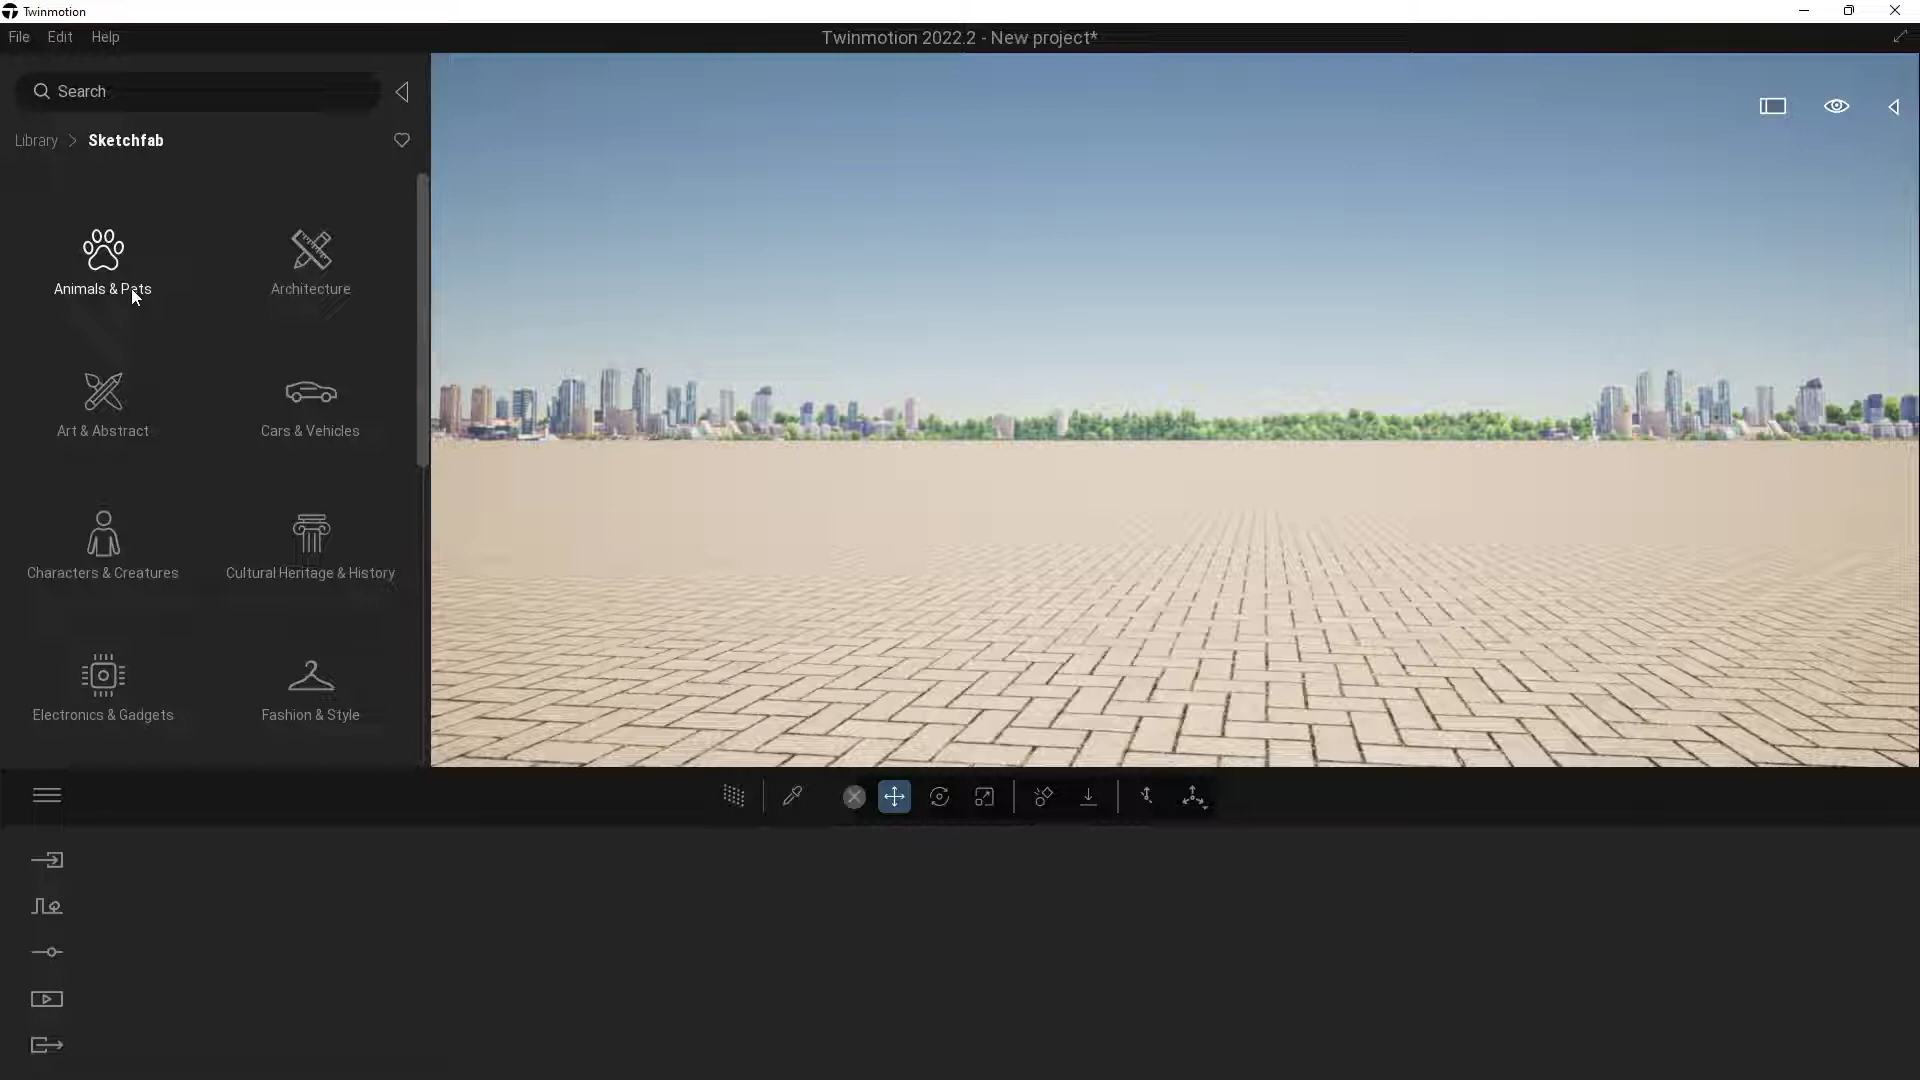 Twinmotion
File Edit Help
Twinmotion 2022.2 - New project*
Search
Library > Sketchfab
Animals & Pets
Architecture
Art & Abstract
Cars & Vehicles
Characters & Creatures
Cultural Heritage & History
Electronics & Gadgets
Fashion & Style